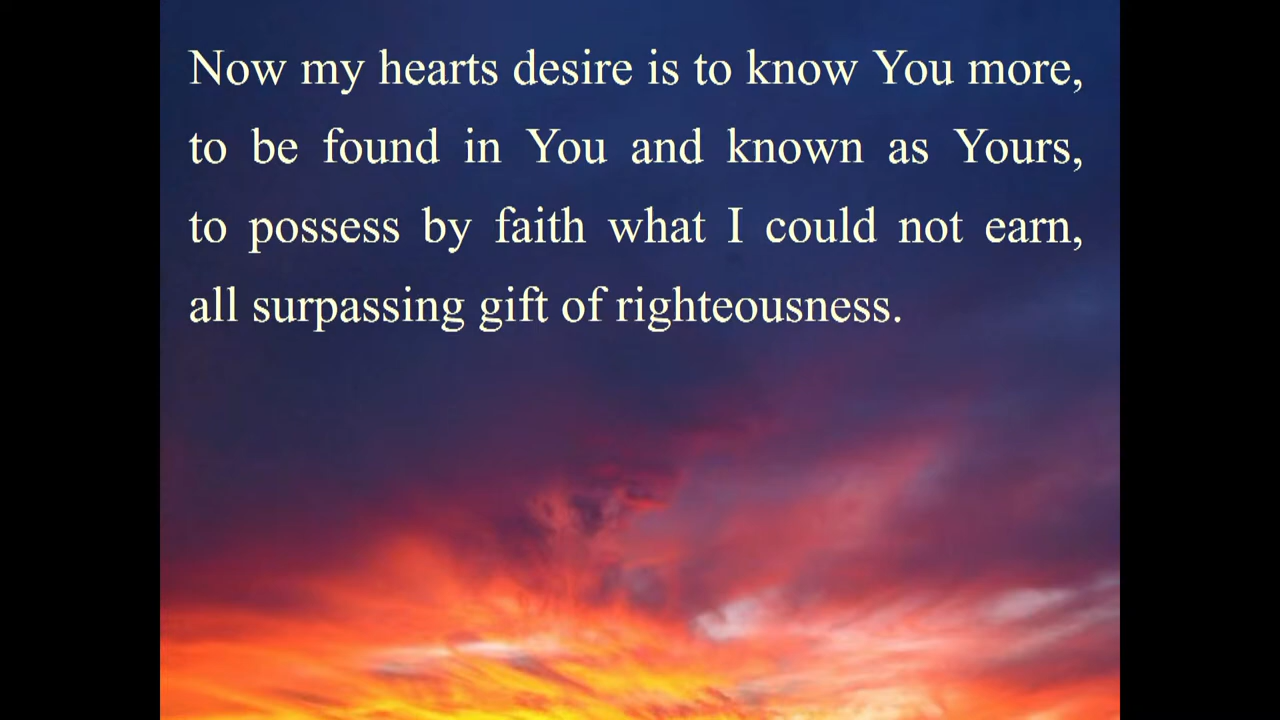 Now my hearts desire is to know You more,
to be found in You and known as Yours,
to possess by faith what I could not earn,
all surpassing gift of righteousness.